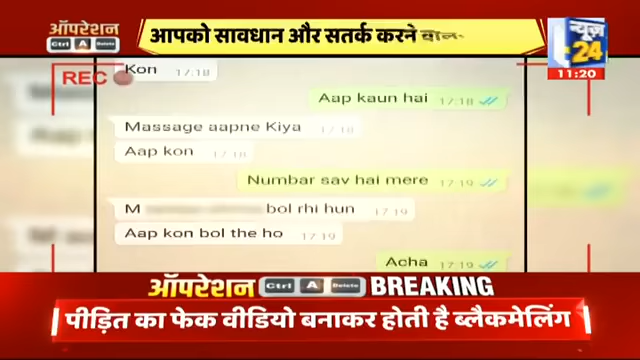 ऑपरेशन
Ctrl A Delete
आपको सावधान और सतर्क करने
न्यूज़
24
11:20
REC
Kon 17:18
Aap kaun hai 17:18
Massage aapne Kiya 17:18
Aap kon 17:18
Numbar sav hai mere 17:19
M bol rhi hun 17:19
Aap kon bol the ho 17:19
Acha 17:19
ऑपरेशन Ctrl A Delete BREAKING
पीड़ित का फेक वीडियो बनाकर होती है ब्लैकमेलिंग